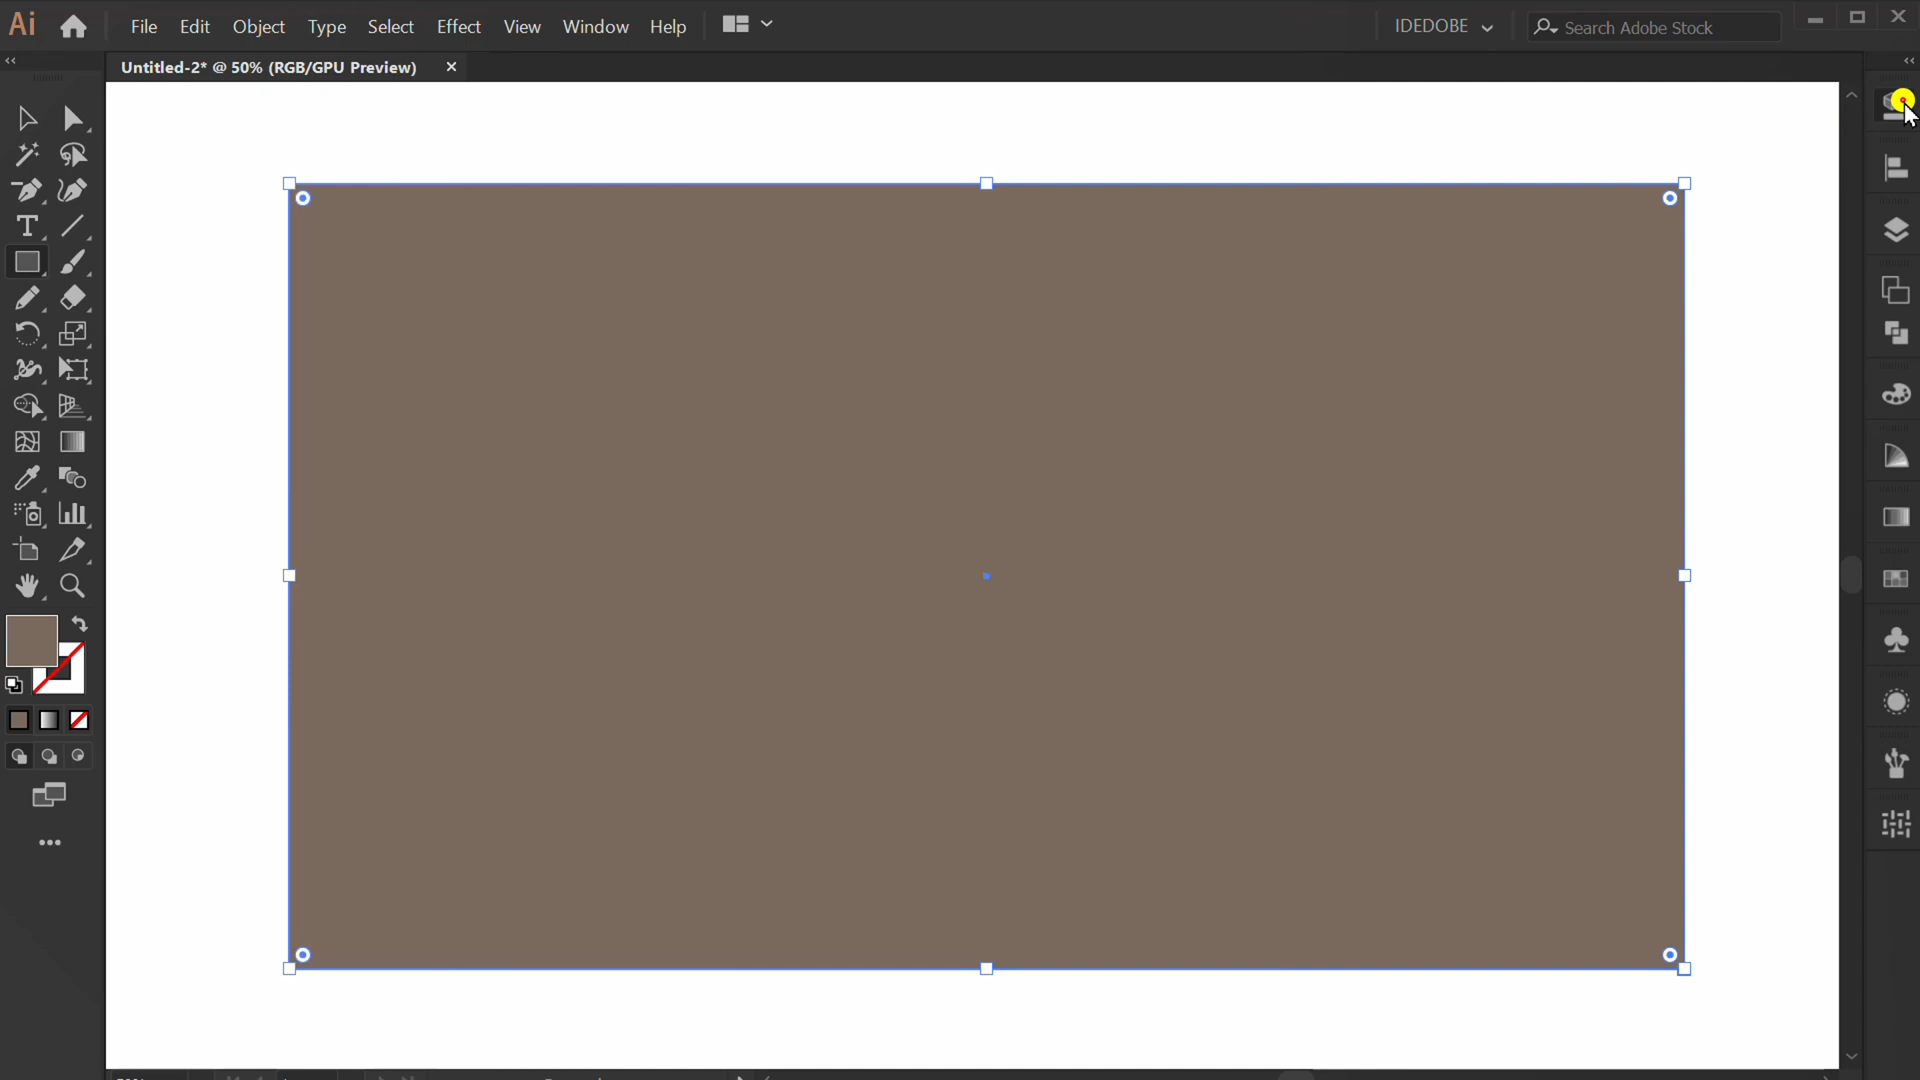 Ai File Edit Object Type Select Effect View Window Help IDEDOBE Search Adobe Stock
Untitled-2* @ 50% (RGB/GPU Preview)